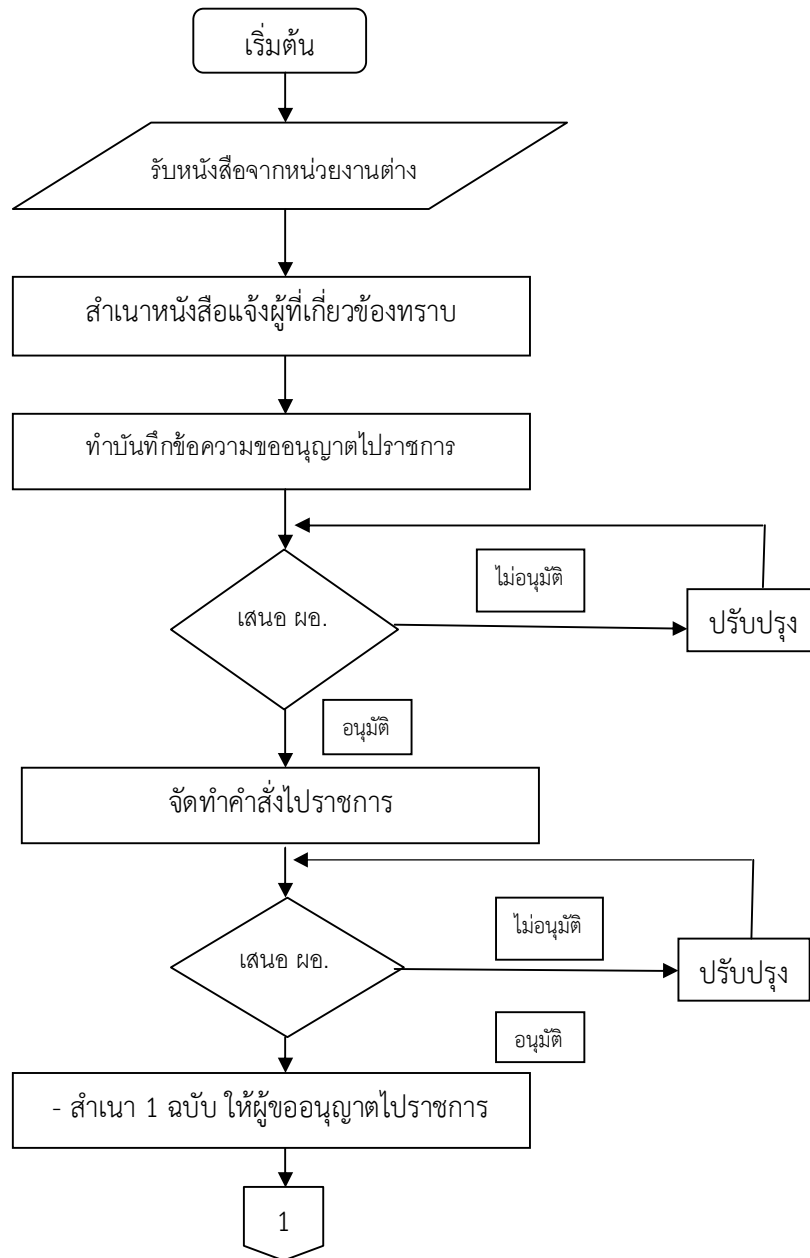 เริ่มต้น
รับหนังสือจากหน่วยงานต่าง
สำเนาหนังสือแจ้งผู้ที่เกี่ยวข้องทราบ
ทำบันทึกข้อความขออนุญาตไปราชการ
ไม่อนุมัติ
เสนอ ผอ.
ปรับปรุง
อนุมัติ
จัดทำคำสั่งไปราชการ
ไม่อนุมัติ
เสนอ ผอ.
ปรับปรุง
อนุมัติ
- สำเนา 1 ฉบับ ให้ผู้ขออนุญาตไปราชการ
1